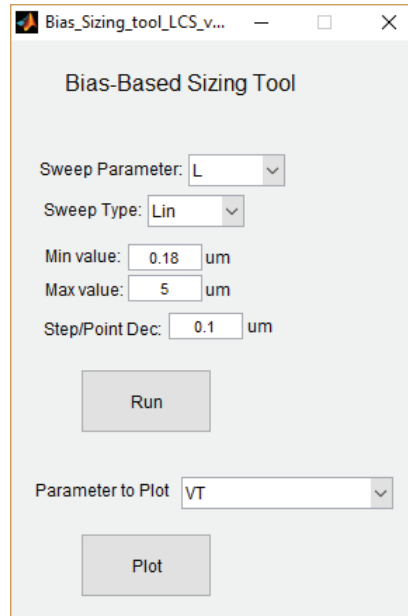 Bias_Sizing_tool_LCS_v...
Bias-Based Sizing Tool
Sweep Parameter: L
Sweep Type: Lin
Min value: 0.18 um
Max value: 5 um
Step/Point Dec: 0.1 um
Run
Parameter to Plot VT
Plot